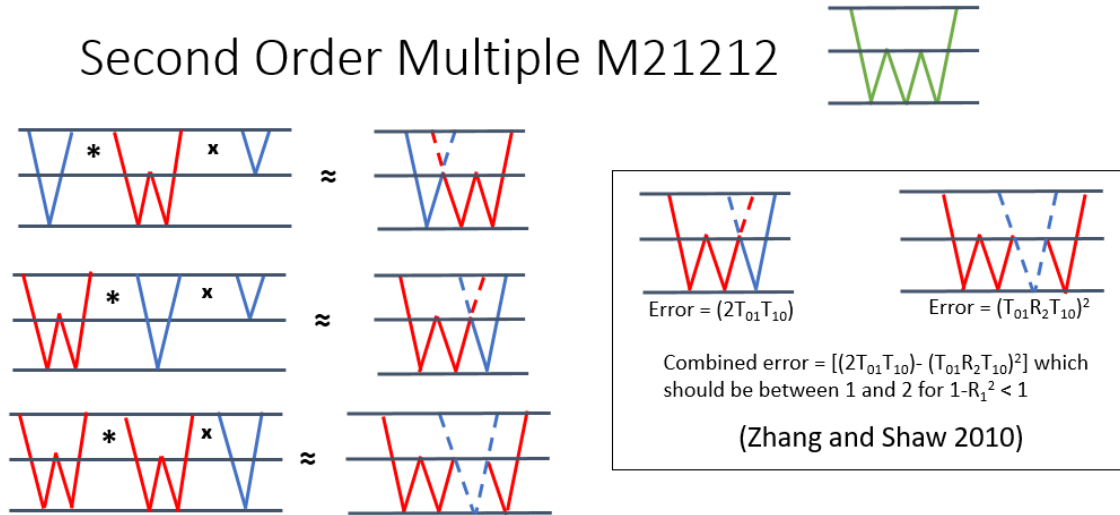 Second Order Multiple M21212
* x ≈
* x ≈
* x ≈
Error = (2T₀₁T₁₀)
Error = (T₀₁R₂T₁₀)²
Combined error = [(2T₀₁T₁₀)- (T₀₁R₂T₁₀)²] which
should be between 1 and 2 for 1-R₁² < 1
(Zhang and Shaw 2010)